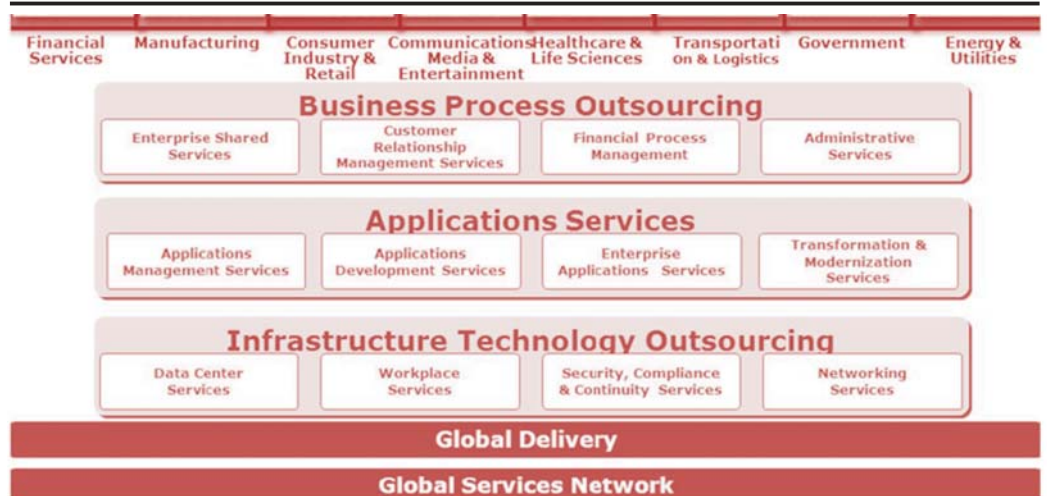 Financial
Services
Manufacturing
Consumer
Industry &
Retail
Communications
Media &
Entertainment
Healthcare &
Life Sciences
Transportati
on & Logistics
Government
Energy &
Utilities
Business Process Outsourcing
Enterprise Shared
Services
Customer
Relationship
Management Services
Financial Process
Management
Administrative
Services
Applications Services
Applications
Management Services
Applications
Development Services
Enterprise
Applications Services
Transformation &
Modernization
Services
Infrastructure Technology Outsourcing
Data Center
Services
Workplace
Services
Security, Compliance
& Continuity Services
Networking
Services
Global Delivery
Global Services Network